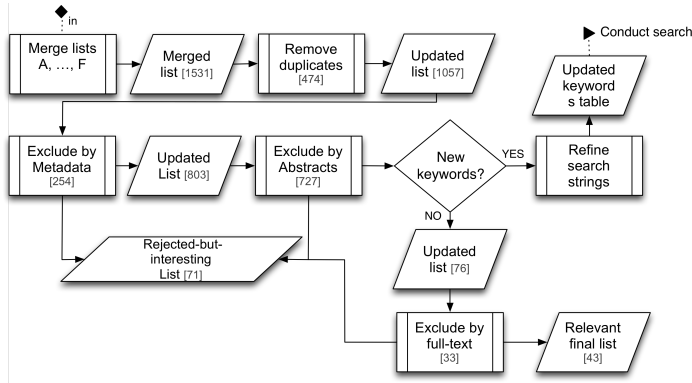 in
Conduct search
Merge lists
A, ..., F
Merged
list [1531]
Remove
duplicates
[474]
Updated
list [1057]
Updated
keyword
s table
Exclude by
Metadata
[254]
Updated
List [803]
Exclude by
Abstracts
[727]
New
keywords?
YES
Refine
search
strings
NO
Rejected-but-
interesting
List [71]
Updated
list [76]
Exclude by
full-text
[33]
Relevant
final list
[43]